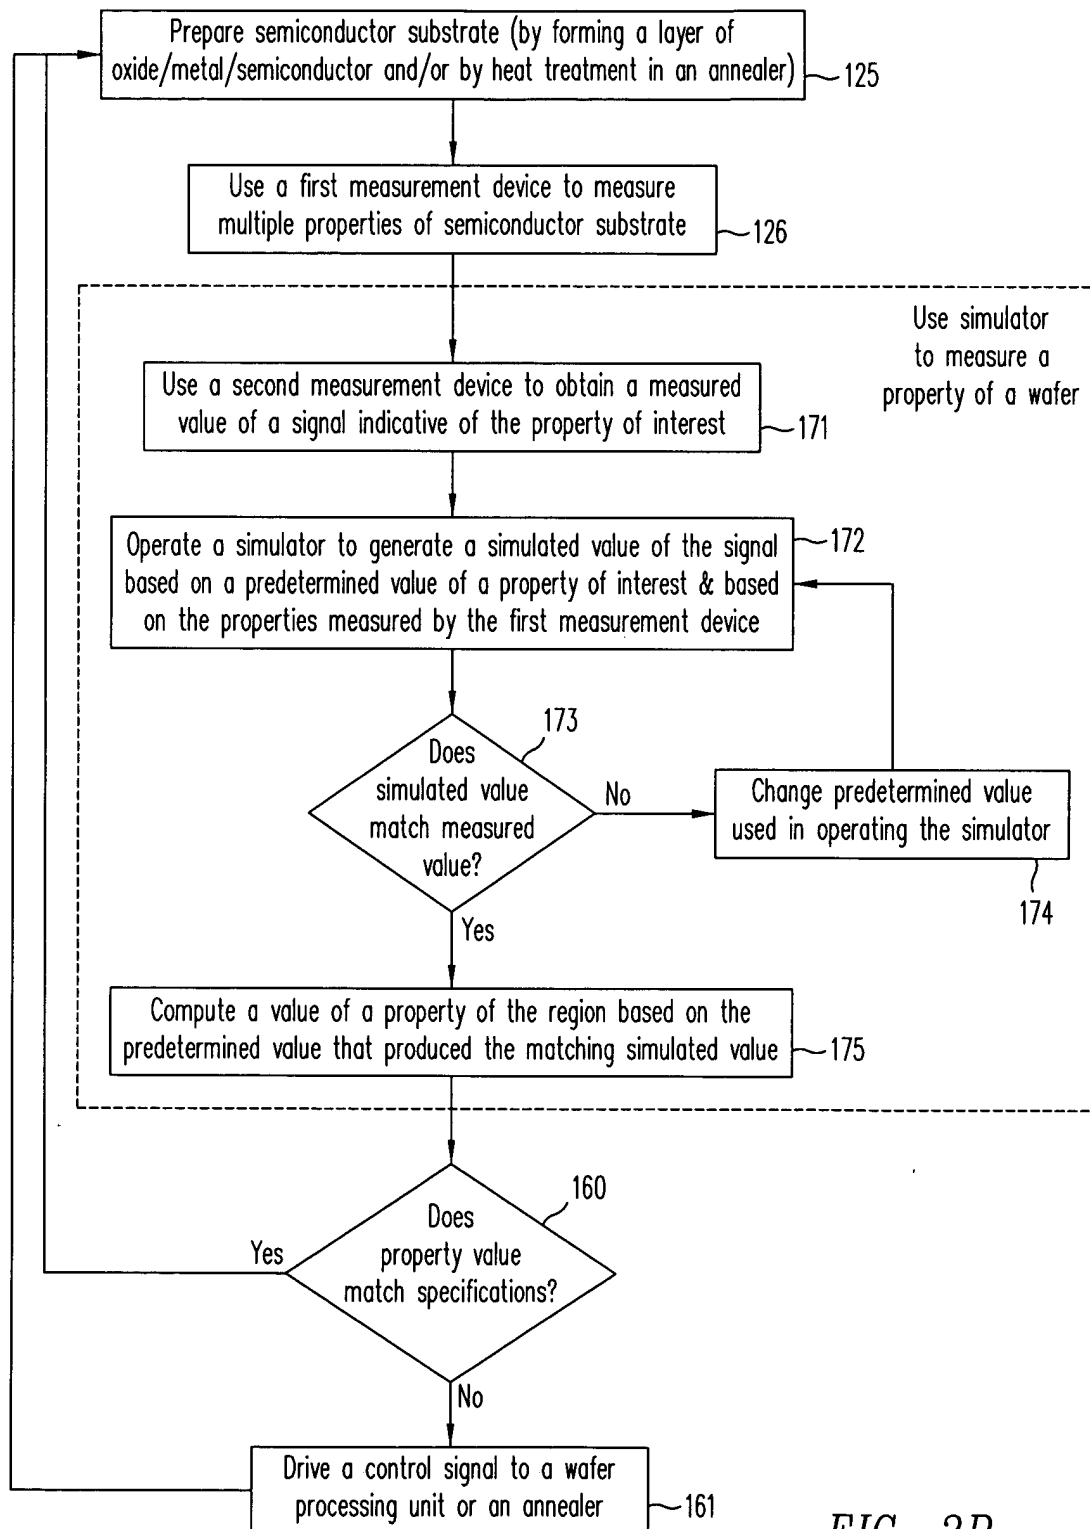 Prepare semiconductor substrate (by forming a layer of
oxide/metal/semiconductor and/or by heat treatment in an annealer)
125
Use a first measurement device to measure
multiple properties of semiconductor substrate
126
Use simulator
to measure a
property of a wafer
Use a second measurement device to obtain a measured
value of a signal indicative of the property of interest
171
Operate a simulator to generate a simulated value of the signal
based on a predetermined value of a property of interest & based
on the properties measured by the first measurement device
172
Does
simulated value
match measured
value?
173
No
Change predetermined value
used in operating the simulator
174
Yes
Compute a value of a property of the region based on the
predetermined value that produced the matching simulated value
175
Does
property value
match specifications?
160
Yes
No
Drive a control signal to a wafer
processing unit or an annealer
161